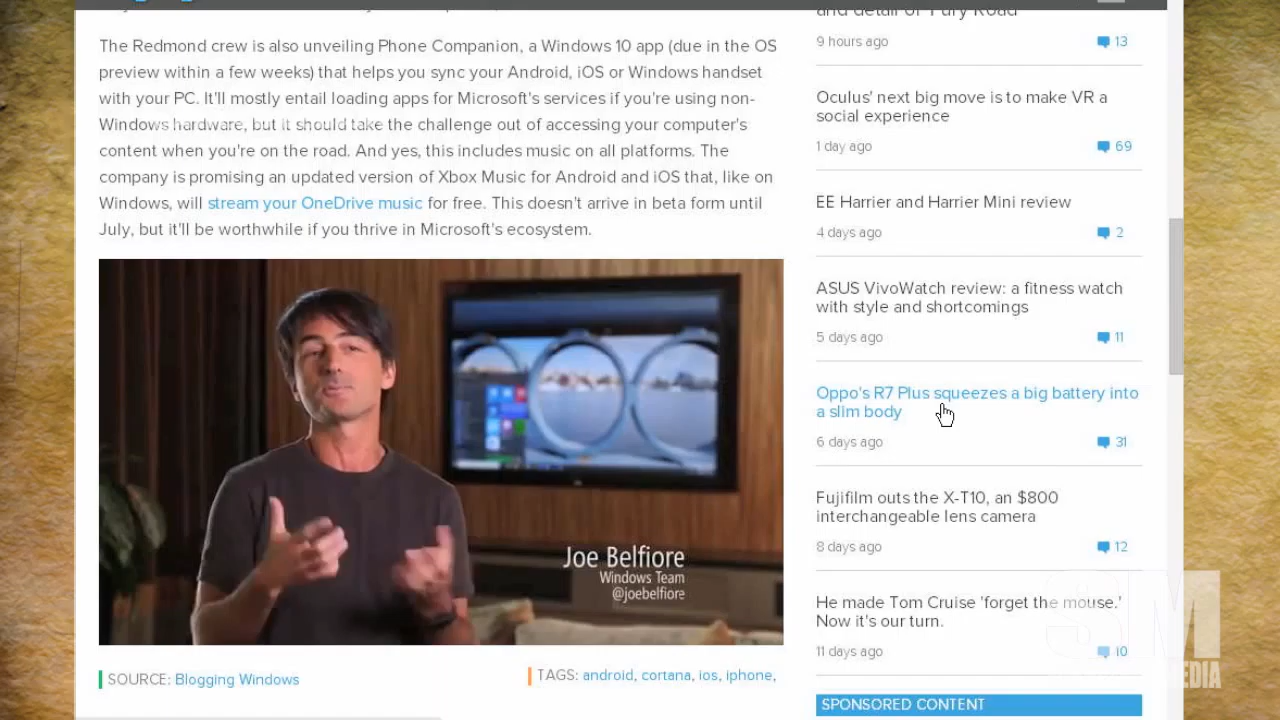 The Redmond crew is also unveiling Phone Companion, a Windows 10 app (due in the OS
preview within a few weeks) that helps you sync your Android, iOS or Windows handset
with your PC. It'll mostly entail loading apps for Microsoft's services if you're using non-
Windows hardware, but it should take the challenge out of accessing your computer's
content when you're on the road. And yes, this includes music on all platforms. The
company is promising an updated version of Xbox Music for Android and iOS that, like on
Windows, will stream your OneDrive music for free. This doesn't arrive in beta form until
July, but it'll be worthwhile if you thrive in Microsoft's ecosystem.
Joe Belfiore
Windows Team
@joebelfiore
SOURCE: Blogging Windows
TAGS: android, cortana, ios, iphone,
and detail of 'Fury Road'
9 hours ago 13
Oculus' next big move is to make VR a
social experience
1 day ago 69
EE Harrier and Harrier Mini review
4 days ago 2
ASUS VivoWatch review: a fitness watch
with style and shortcomings
5 days ago 11
Oppo's R7 Plus squeezes a big battery into
a slim body
6 days ago 31
Fujifilm outs the X-T10, an $800
interchangeable lens camera
8 days ago 12
He made Tom Cruise 'forget the mouse.'
Now it's our turn.
11 days ago 10
SPONSORED CONTENT
SM